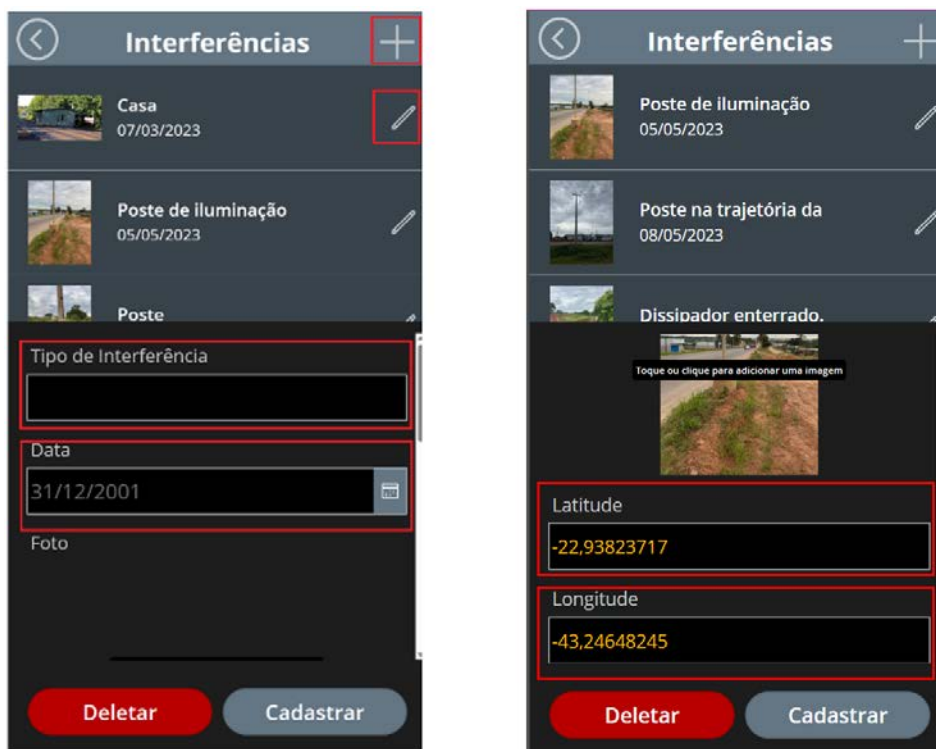 Interferências
Casa
07/03/2023
Poste de iluminação
05/05/2023
Poste
Tipo de Interferência
Data
31/12/2001
Foto
Deletar
Cadastrar
Interferências
Poste de iluminação
05/05/2023
Poste na trajetória da
08/05/2023
Dissipador enterrado.
Toque ou clique para adicionar uma imagem
Latitude
-22,93823717
Longitude
-43,24648245
Deletar
Cadastrar